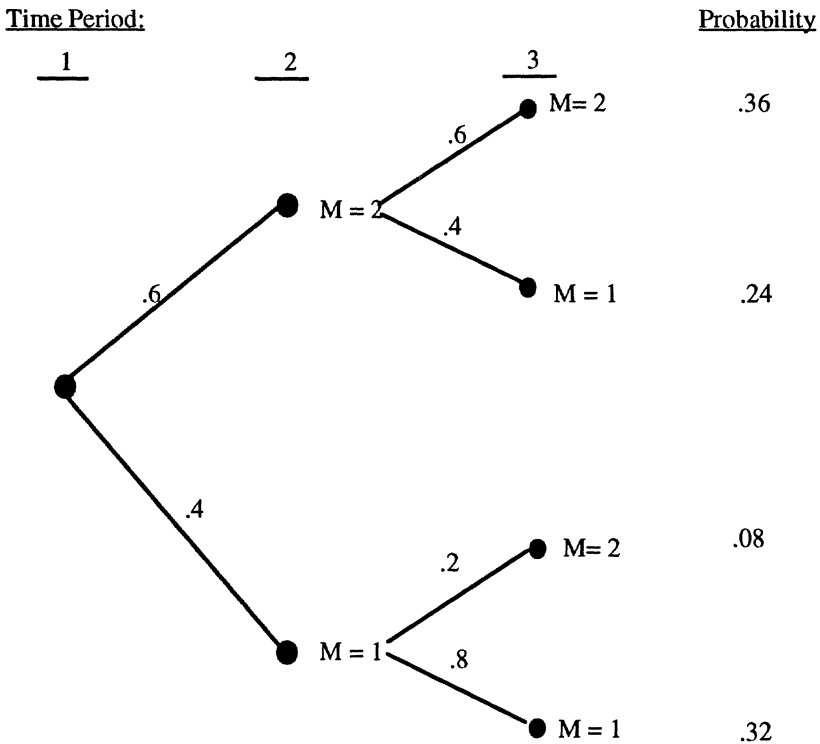 Time Period: Probability
1 2 3
M= 2 .36
.6
M = 2
.4
.6
M = 1 .24
.4
M= 2 .08
.2
M = 1
.8
M = 1 .32